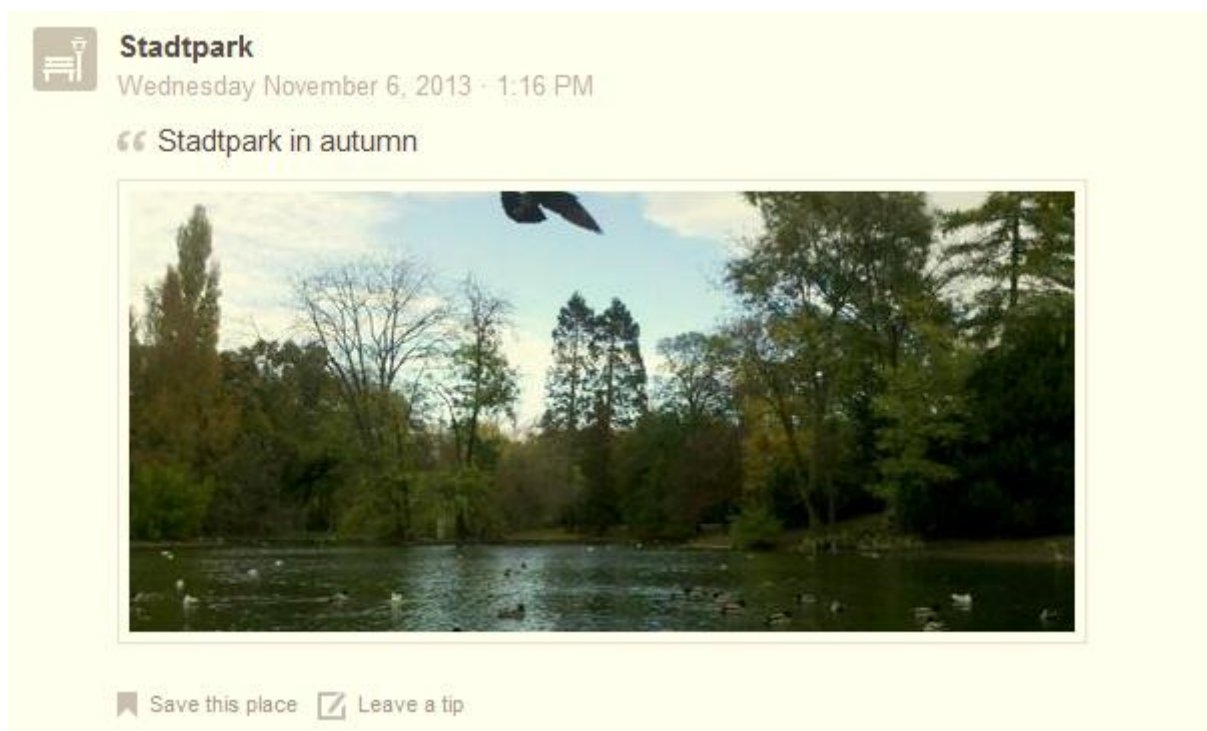 Stadtpark
Wednesday November 6, 2013 · 1:16 PM
“ Stadtpark in autumn
Save this place Leave a tip